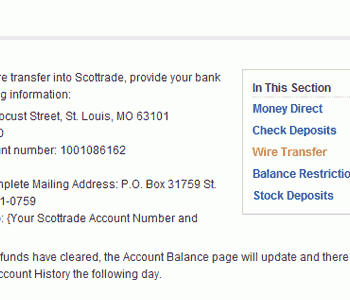 re transfer into Scottrade, provide your bank
g information:
ocust Street, St. Louis, MO 63101
0
nt number: 1001086162
mplete Mailing Address: P.O. Box 31759 St.
1-0759
: {Your Scottrade Account Number and
funds have cleared, the Account Balance page will update and there
ccount History the following day.
In This Section
Money Direct
Check Deposits
Wire Transfer
Balance Restrictio
Stock Deposits